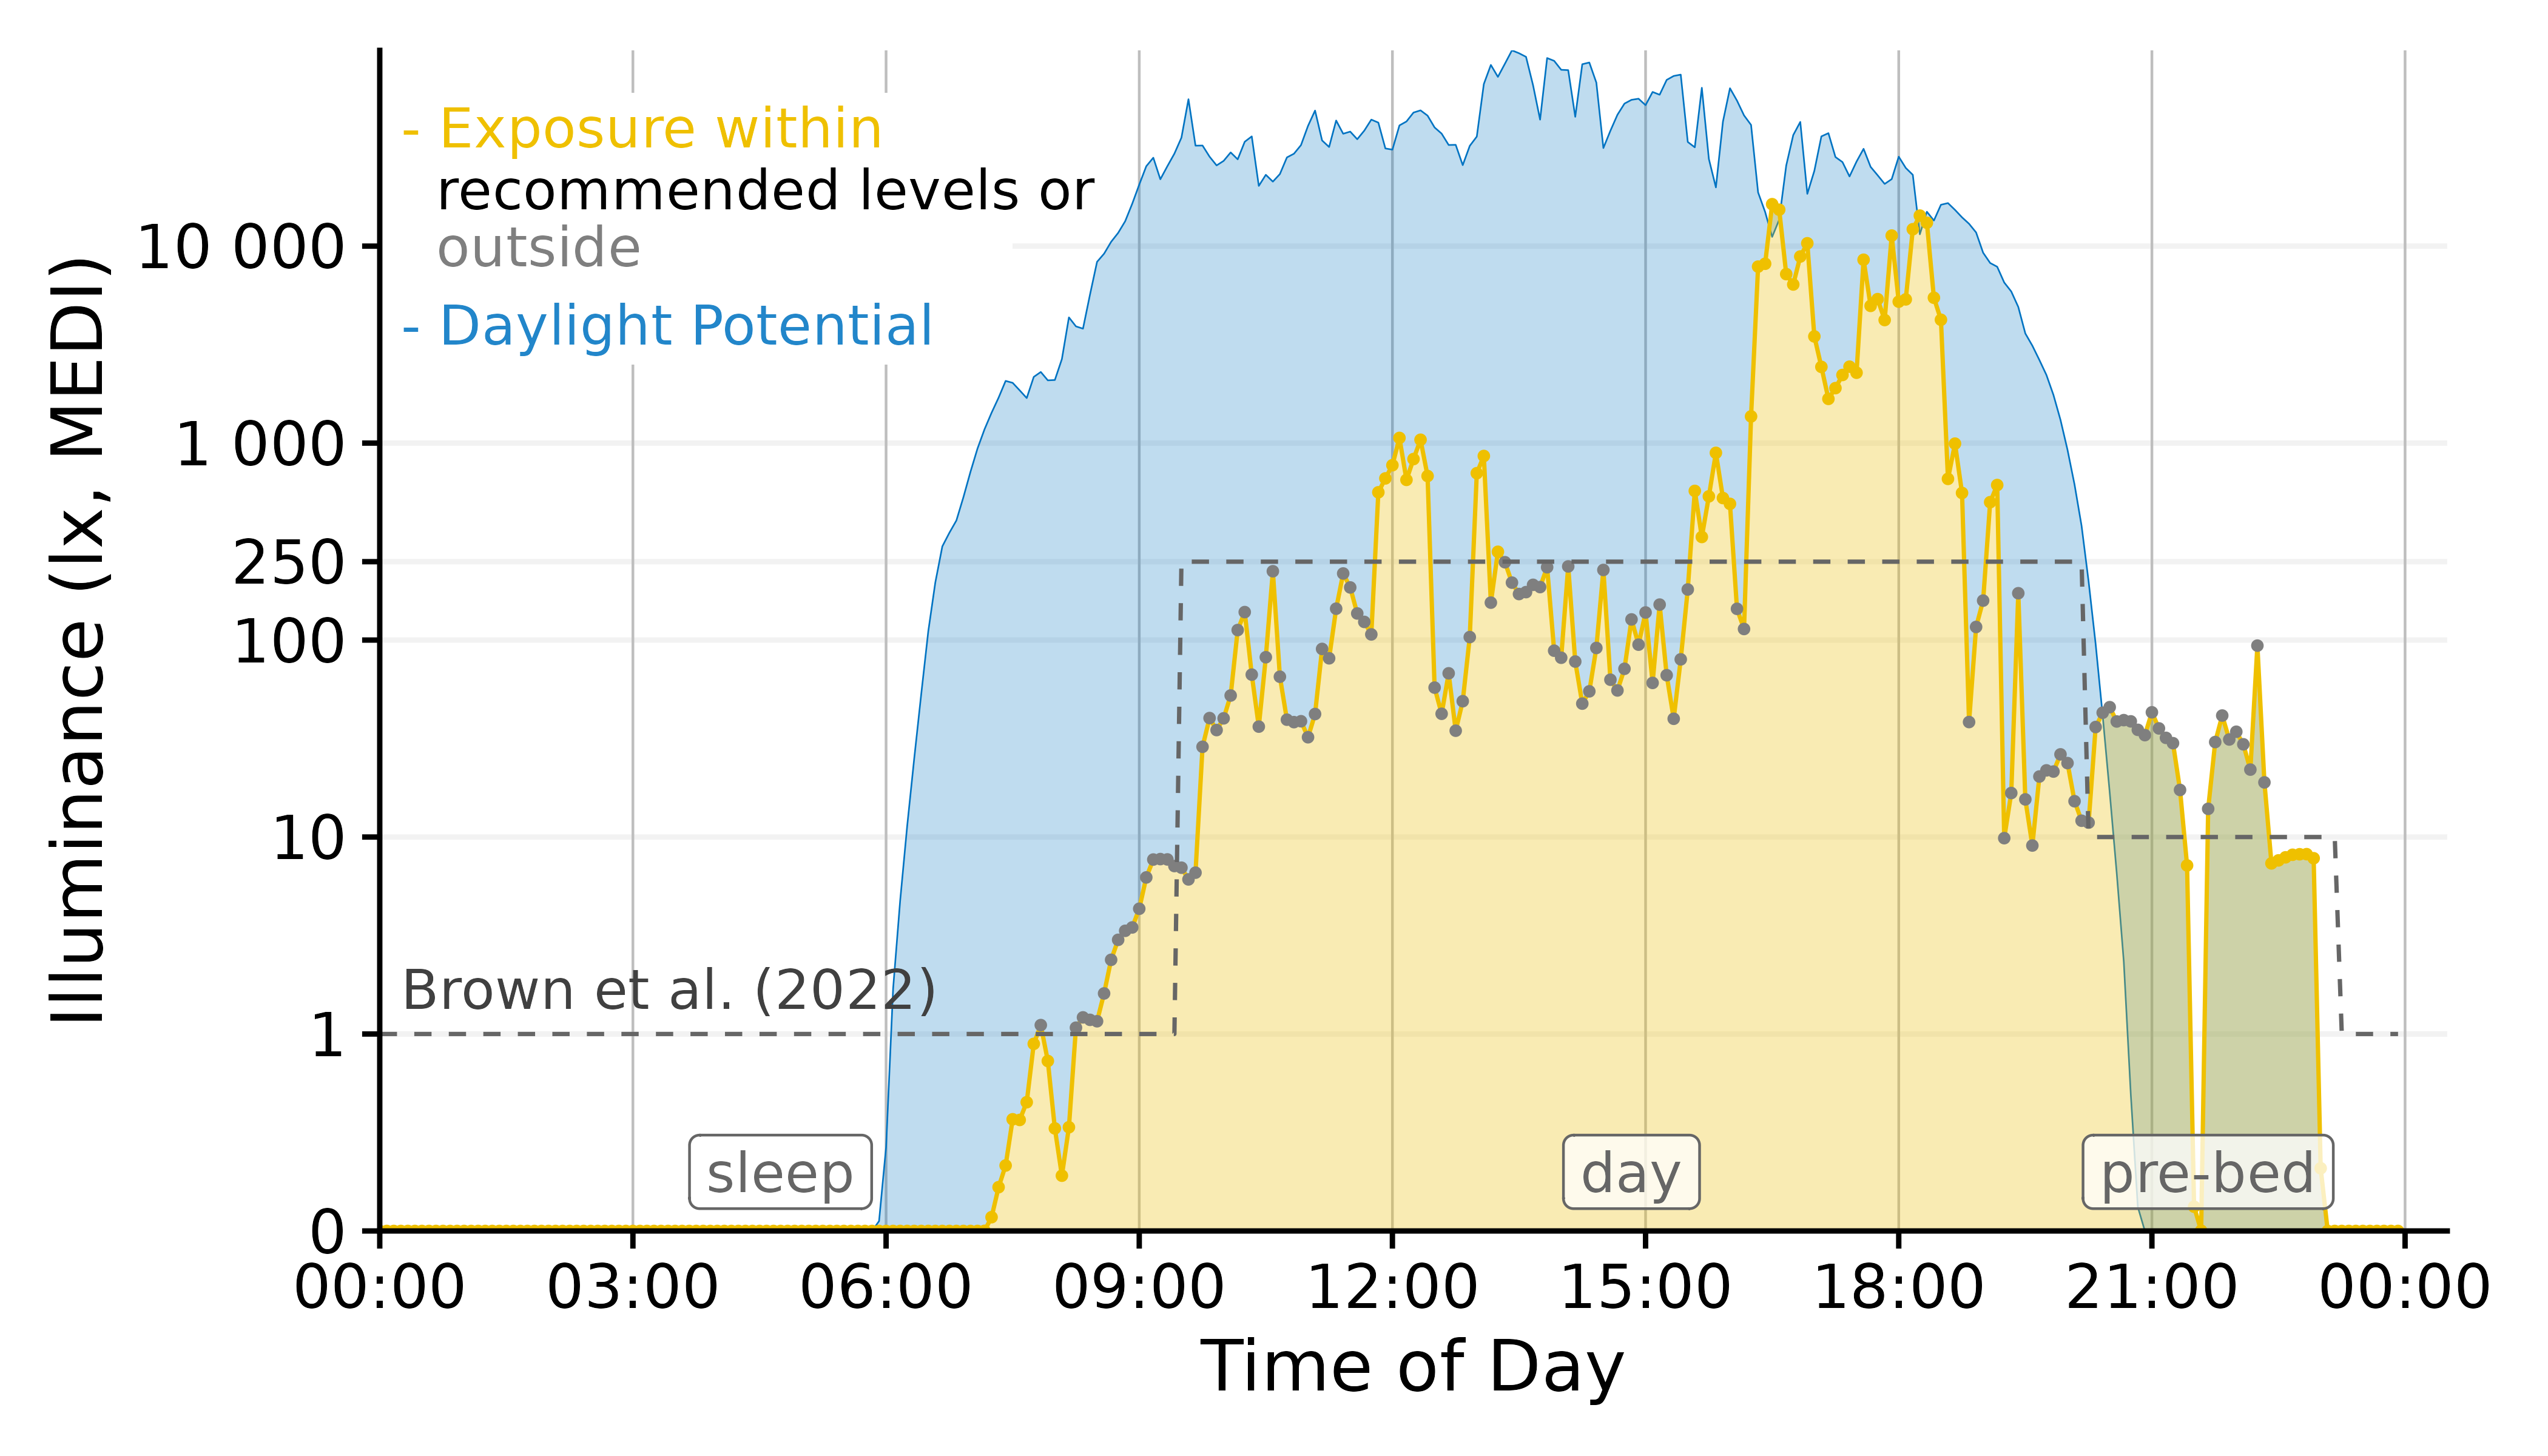 - Exposure within
recommended levels or
outside
- Daylight Potential
Illuminance (lx, MEDI)
10 000
1 000
250
100
10
1
0
Brown et al. (2022)
sleep
day
pre-bed
00:00
03:00
06:00
09:00
12:00
15:00
18:00
21:00
00:00
Time of Day